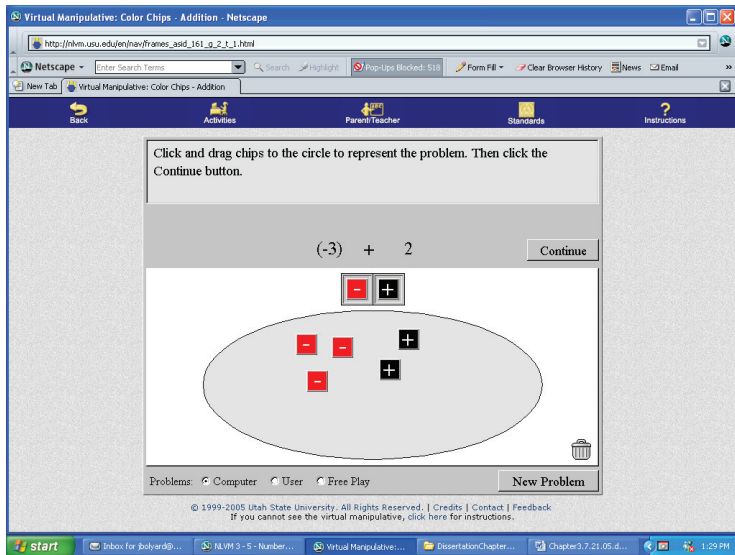 Virtual Manipulative: Color Chips - Addition - Netscape
http://nlvm.usu.edu/en/nav/frames_asid_161_g_2_t_1.html
Netscape Enter Search Terms Search Highlight Pop-Ups Blocked: 518 Form Fill Clear Browser History News Email »
New Tab Virtual Manipulative: Color Chips - Addition
Back Activities Parent/Teacher Standards Instructions
Click and drag chips to the circle to represent the problem. Then click the
Continue button.
(-3) + 2 Continue
- +
- - +
- +
Problems: Computer User Free Play New Problem
© 1999-2005 Utah State University. All Rights Reserved. | Credits | Contact | Feedback
If you cannot see the virtual manipulative, click here for instructions.
start Inbox for jbolyard@... NLVM 3 - 5 - Number... Virtual Manipulative:... DissertationChapter... Chapter3.7.21.05.d... 1:29 PM